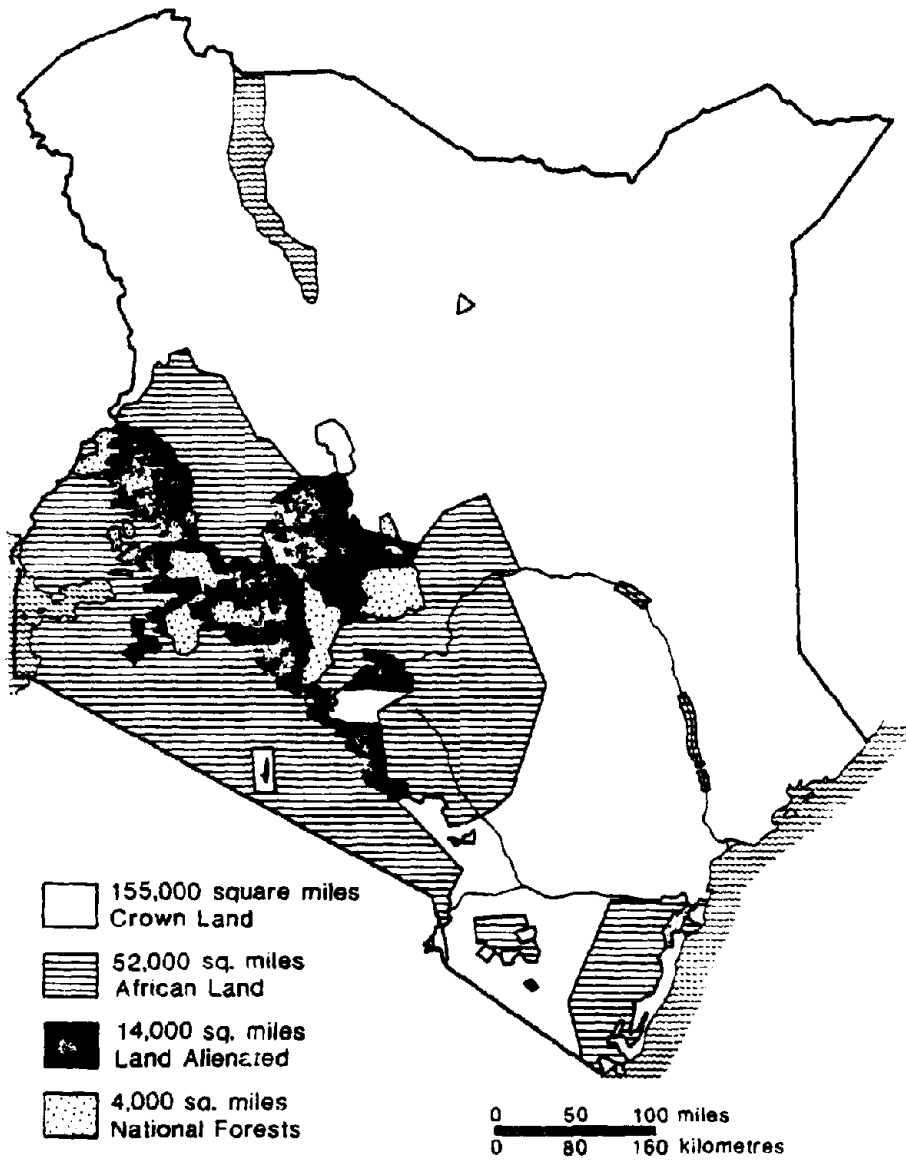 155,000 square miles
Crown Land
52,000 sq. miles
African Land
14,000 sq. miles
Land Alienated
4,000 sq. miles
National Forests
0 50 100 miles
0 80 160 kilometres